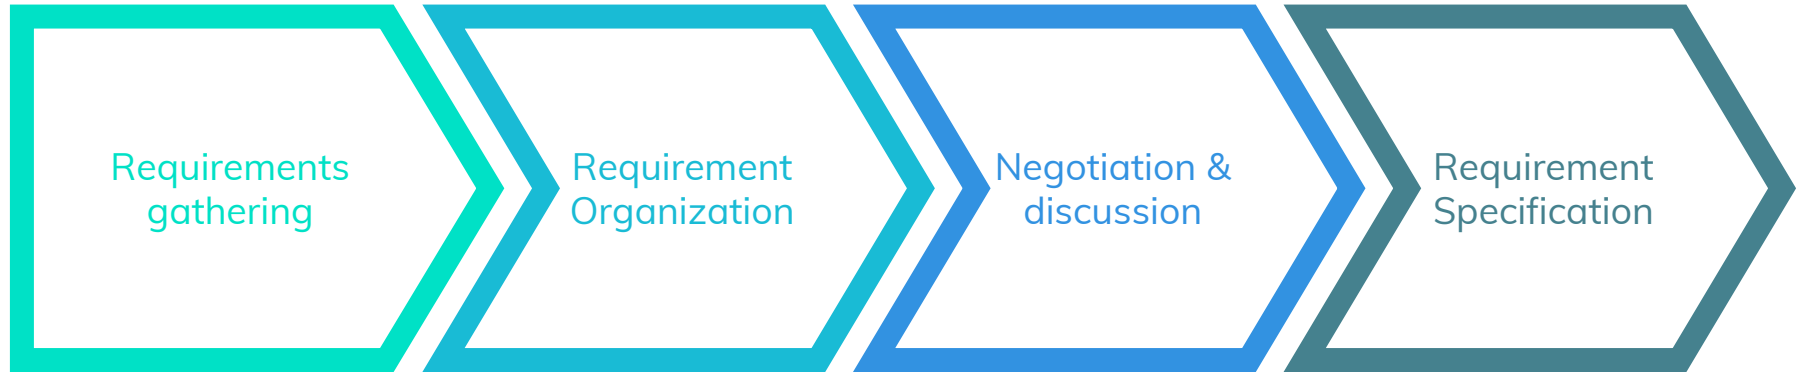 Requirements
gathering
Requirement
Organization
Negotiation &
discussion
Requirement
Specification